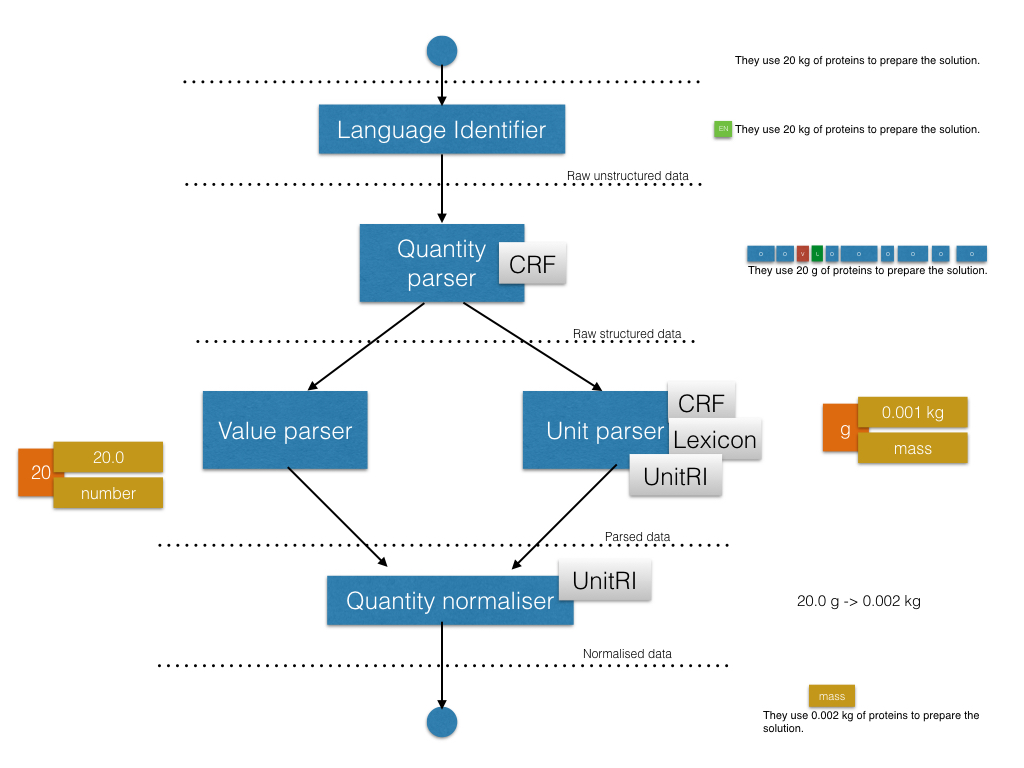 They use 20 kg of proteins to prepare the solution.
Language Identifier
EN
They use 20 kg of proteins to prepare the solution.
Raw unstructured data
Quantity
parser
CRF
O O V L O O O O O O
They use 20 g of proteins to prepare the solution.
Raw structured data
Value parser
Unit parser
CRF
Lexicon
UnitRI
g
0.001 kg
mass
20
20.0
number
Parsed data
Quantity normaliser
UnitRI
20.0 g -> 0.002 kg
Normalised data
mass
They use 0.002 kg of proteins to prepare the
solution.